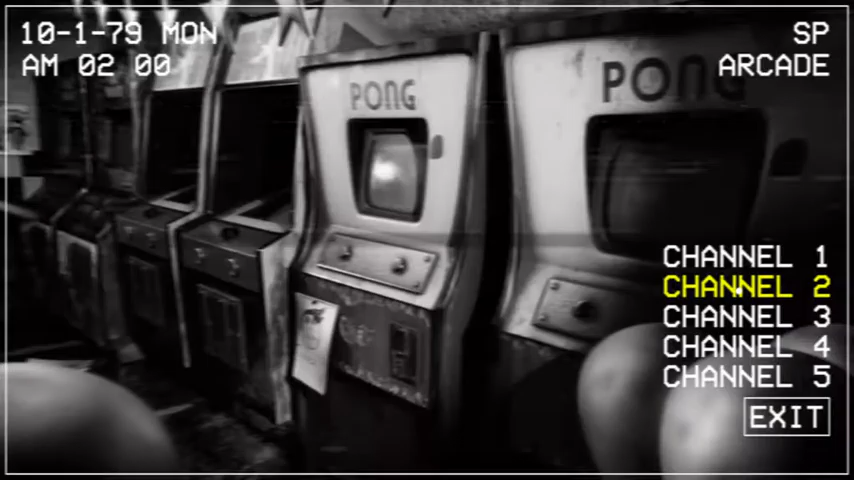 10-1-79 MON
AM 02 00
SP
ARCADE
PONG
PONG
CHANNEL 1
CHANNEL 2
CHANNEL 3
CHANNEL 4
CHANNEL 5
EXIT